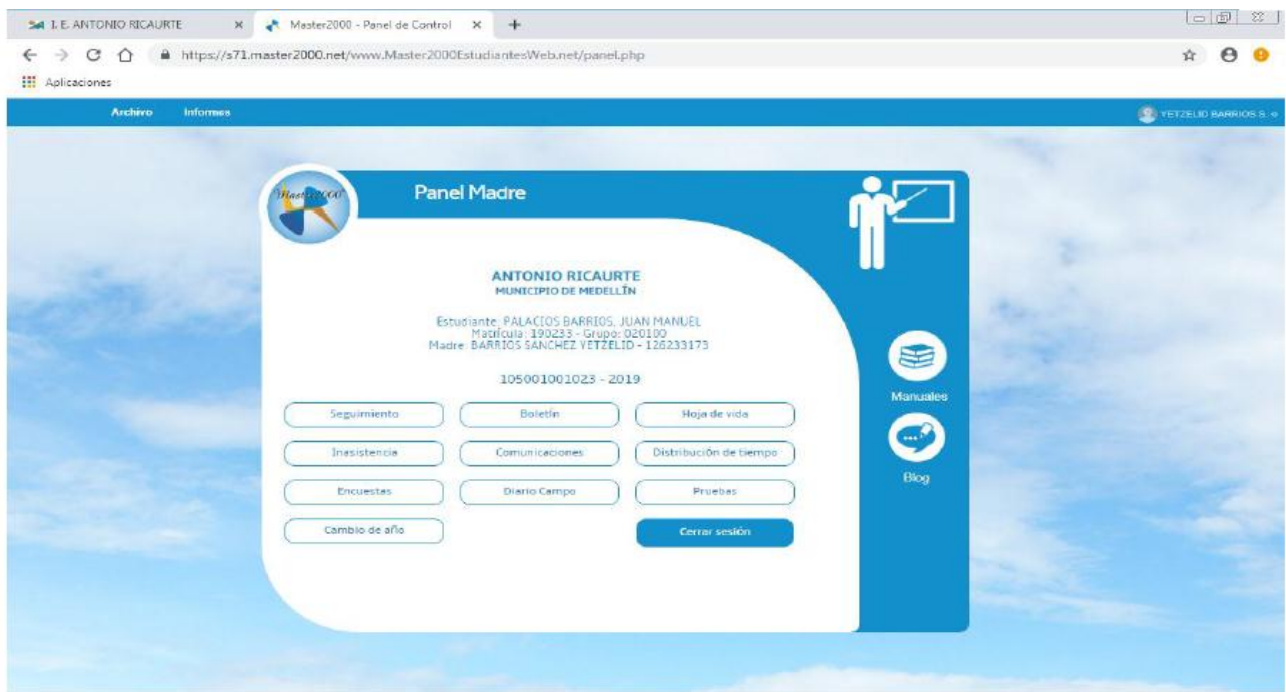 I. E. ANTONIO RICAURTE
Master2000 - Panel de Control
https://s71.master2000.net/www.Master2000EstudiantesWeb.net/panel.php
Aplicaciones
Archivo Informes YETZELID BARRIOS S.
Master2000
Panel Madre
ANTONIO RICAURTE
MUNICIPIO DE MEDELLÍN
Estudiante: PALACIOS BARRIOS, JUAN MANUEL
Matrícula: 190233 - Grupo: 020100
Madre: BARRIOS SANCHEZ YETZELID - 126233173
105001001023 - 2019
Seguimiento Boletín Hoja de vida
Inasistencia Comunicaciones Distribución de tiempo
Encuestas Diario Campo Pruebas
Cambio de año Cerrar sesión
Manuales
Blog